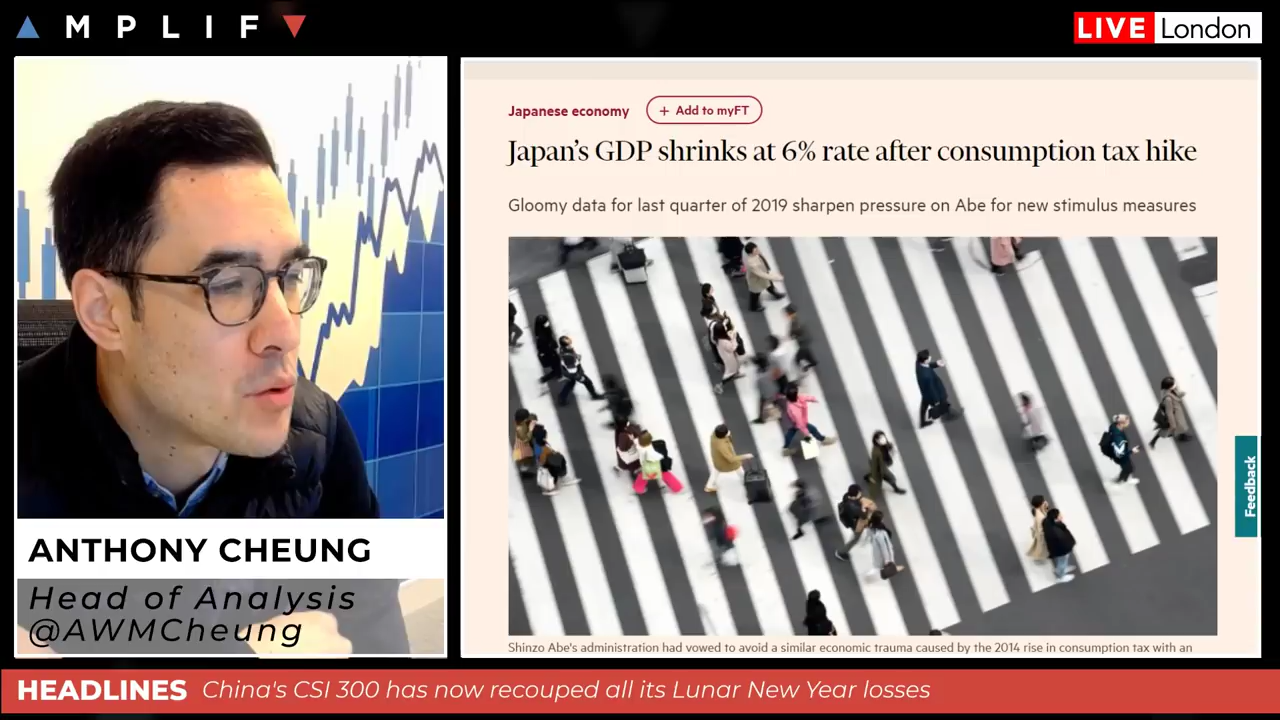 ▲ M P L I F ▼
LIVE London
Japanese economy
+ Add to myFT
Japan's GDP shrinks at 6% rate after consumption tax hike
Gloomy data for last quarter of 2019 sharpen pressure on Abe for new stimulus measures
Feedback
Shinzo Abe's administration had vowed to avoid a similar economic trauma caused by the 2014 rise in consumption tax with an
ANTHONY CHEUNG
Head of Analysis
@AWMCheung
HEADLINES China's CSI 300 has now recouped all its Lunar New Year losses